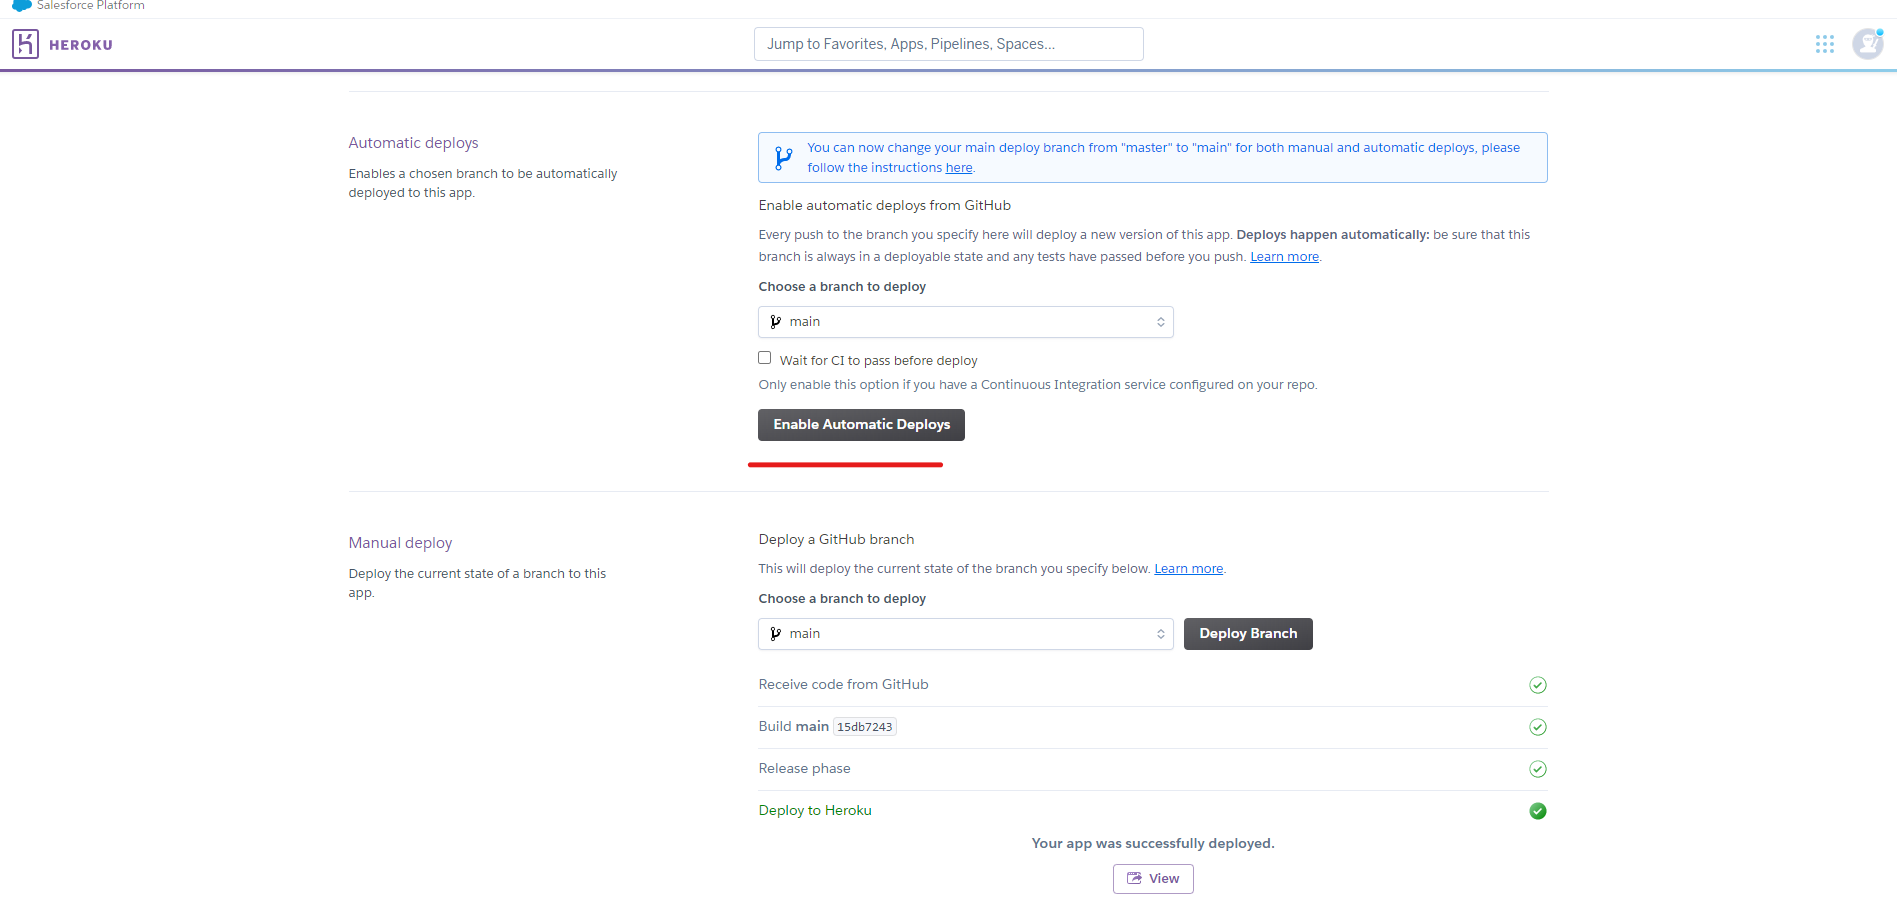 Salesforce Platform
HEROKU
Jump to Favorites, Apps, Pipelines, Spaces...
Automatic deploys
Enables a chosen branch to be automatically
deployed to this app.
You can now change your main deploy branch from "master" to "main" for both manual and automatic deploys, please
follow the instructions here.
Enable automatic deploys from GitHub
Every push to the branch you specify here will deploy a new version of this app. Deploys happen automatically: be sure that this
branch is always in a deployable state and any tests have passed before you push. Learn more.
Choose a branch to deploy
main
Wait for CI to pass before deploy
Only enable this option if you have a Continuous Integration service configured on your repo.
Enable Automatic Deploys
Manual deploy
Deploy the current state of a branch to this
app.
Deploy a GitHub branch
This will deploy the current state of the branch you specify below. Learn more.
Choose a branch to deploy
main
Deploy Branch
Receive code from GitHub
Build main 15db7243
Release phase
Deploy to Heroku
Your app was successfully deployed.
View